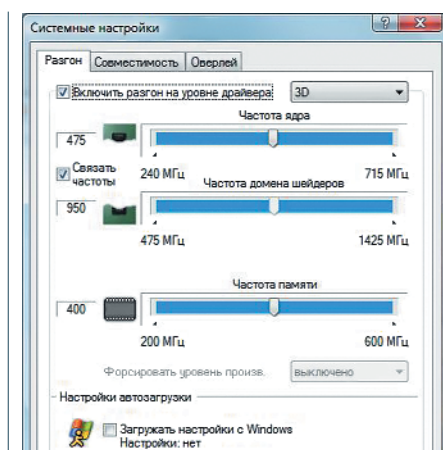 Системные настройки
Разгон Совместимость Оверлей
Включить разгон на уровне драйвера 3D
Частота ядра
475
Связать частоты
240 МГц 715 МГц
Частота домена шейдеров
950
475 МГц 1425 МГц
Частота памяти
400
200 МГц 600 МГц
Форсировать уровень произв. выключено
Настройки автозагрузки
Загружать настройки с Windows
Настройки: нет